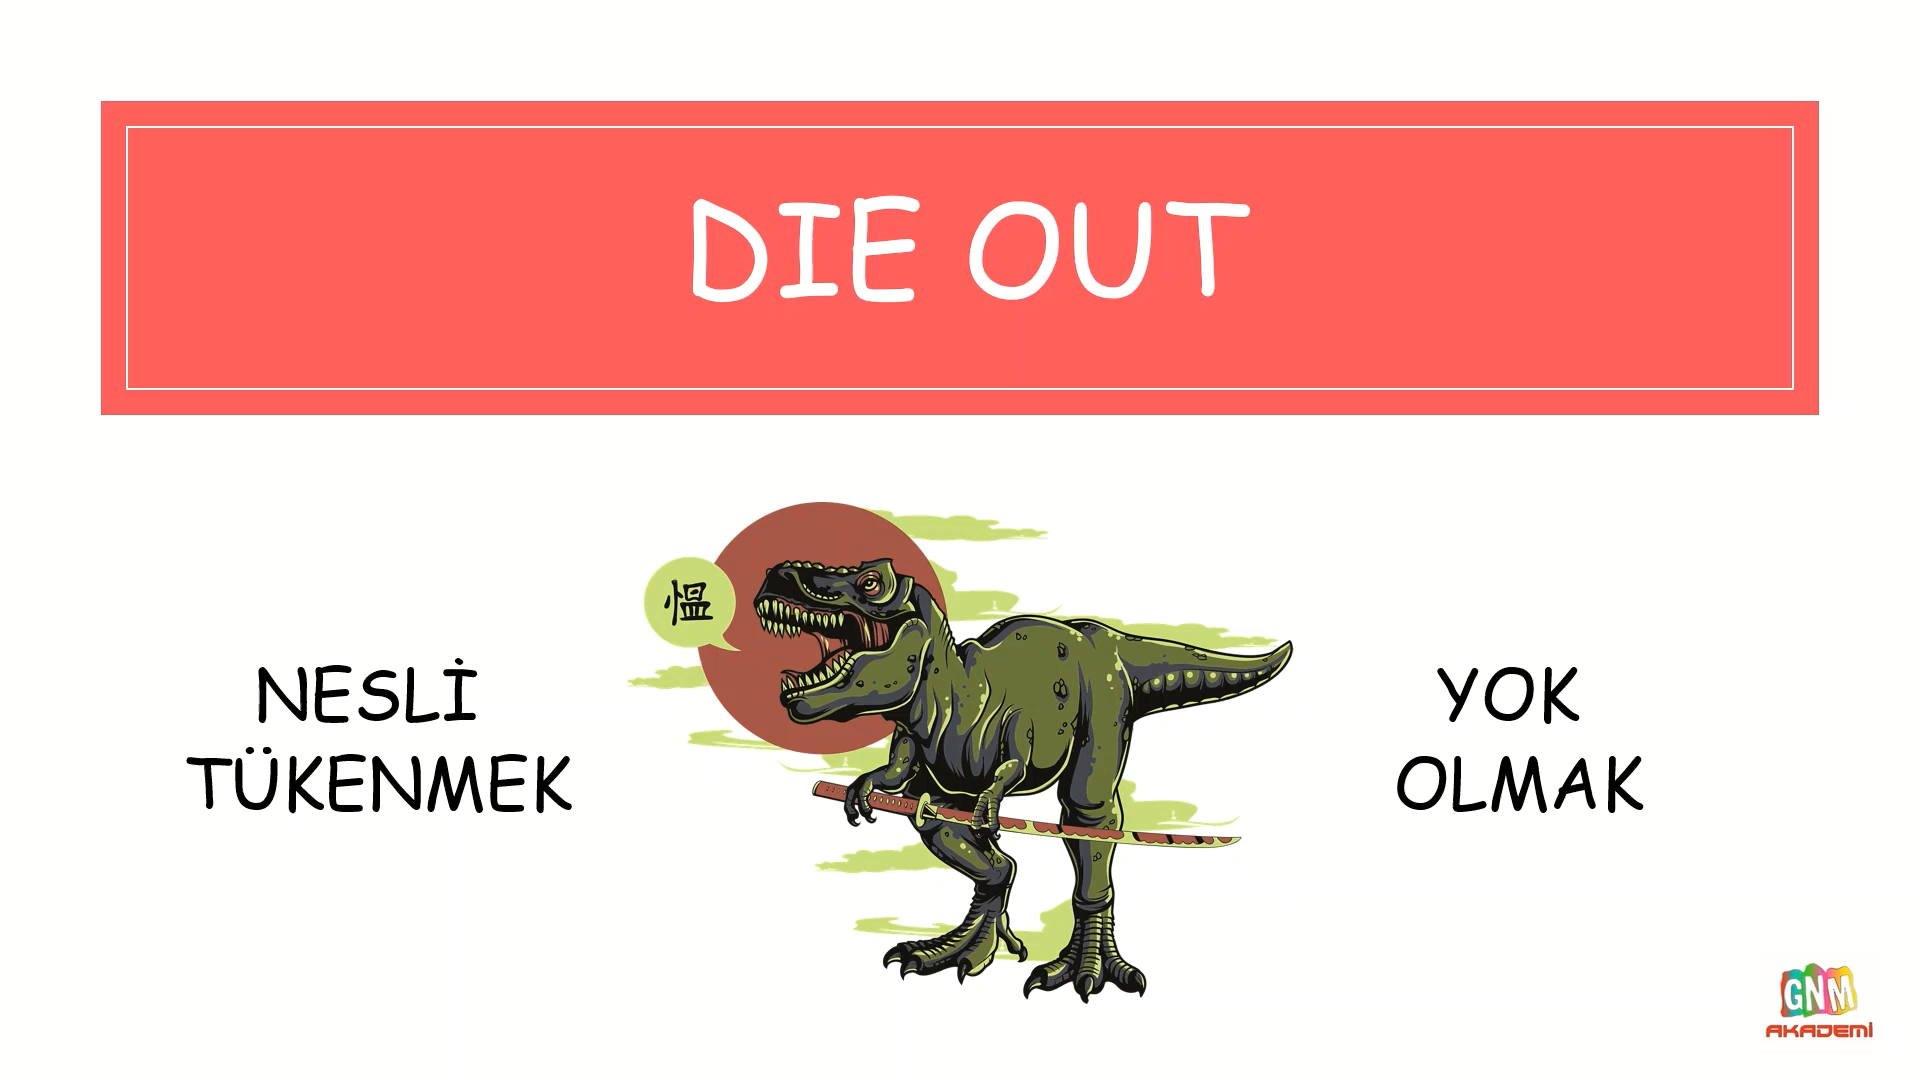 DIE OUT
愠
NESLİ
TÜKENMEK
YOK
OLMAK
GNM
AKADEMİ